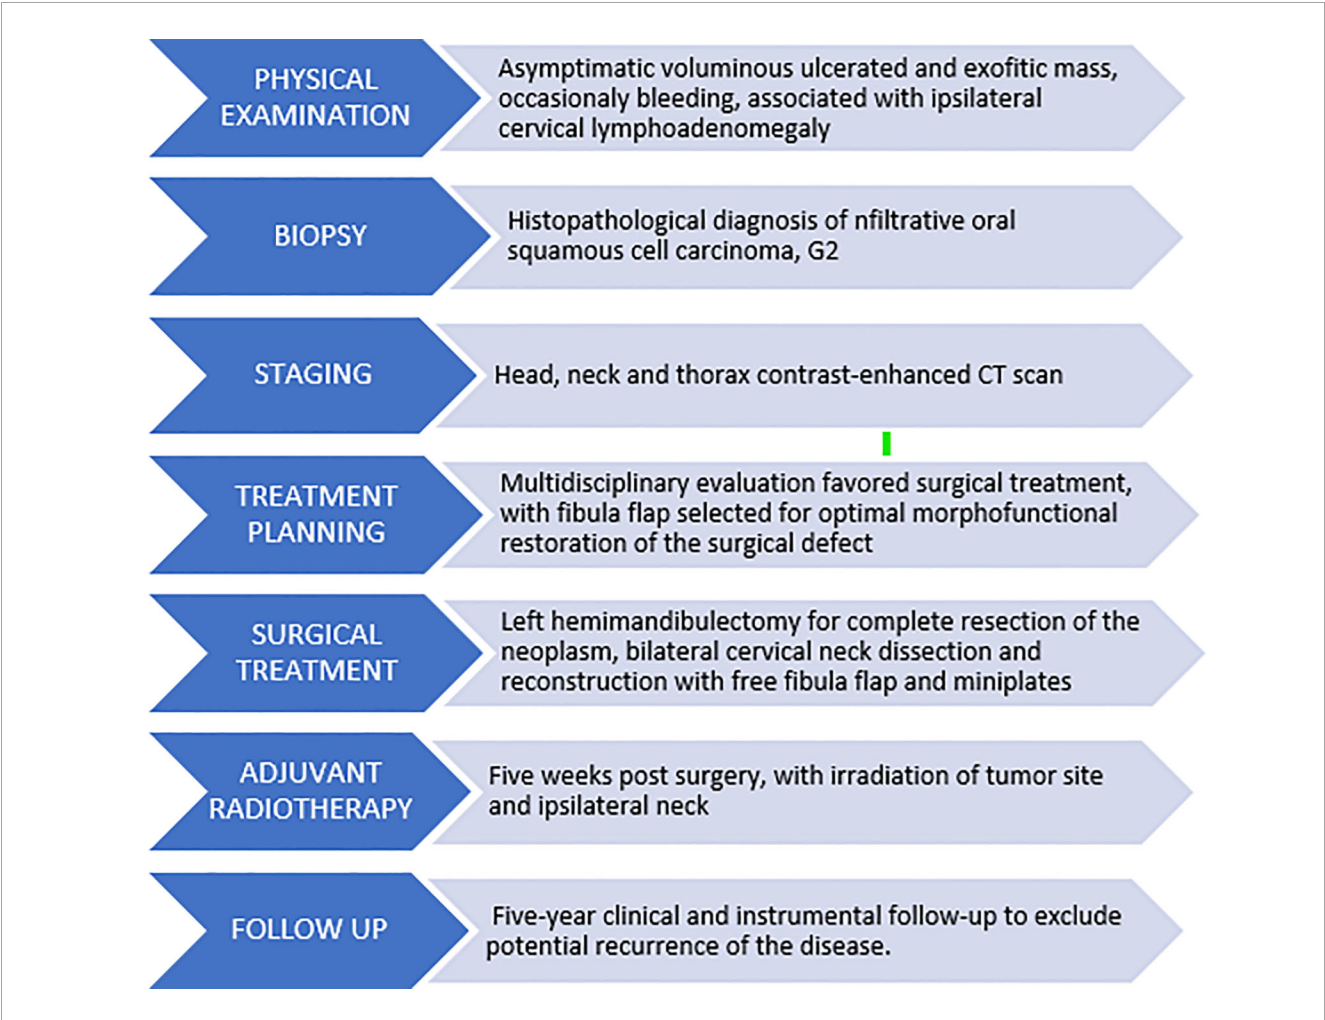 PHYSICAL
EXAMINATION
Asymptimatic voluminous ulcerated and exofitic mass,
occasionaly bleeding, associated with ipsilateral
cervical lymphoadenomegaly
BIOPSY
Histopathological diagnosis of nfiltrative oral
squamous cell carcinoma, G2
STAGING
Head, neck and thorax contrast-enhanced CT scan
TREATMENT
PLANNING
Multidisciplinary evaluation favored surgical treatment,
with fibula flap selected for optimal morphofunctional
restoration of the surgical defect
SURGICAL
TREATMENT
Left hemimandibulectomy for complete resection of the
neoplasm, bilateral cervical neck dissection and
reconstruction with free fibula flap and miniplates
ADJUVANT
RADIOTHERAPY
Five weeks post surgery, with irradiation of tumor site
and ipsilateral neck
FOLLOW UP
Five-year clinical and instrumental follow-up to exclude
potential recurrence of the disease.